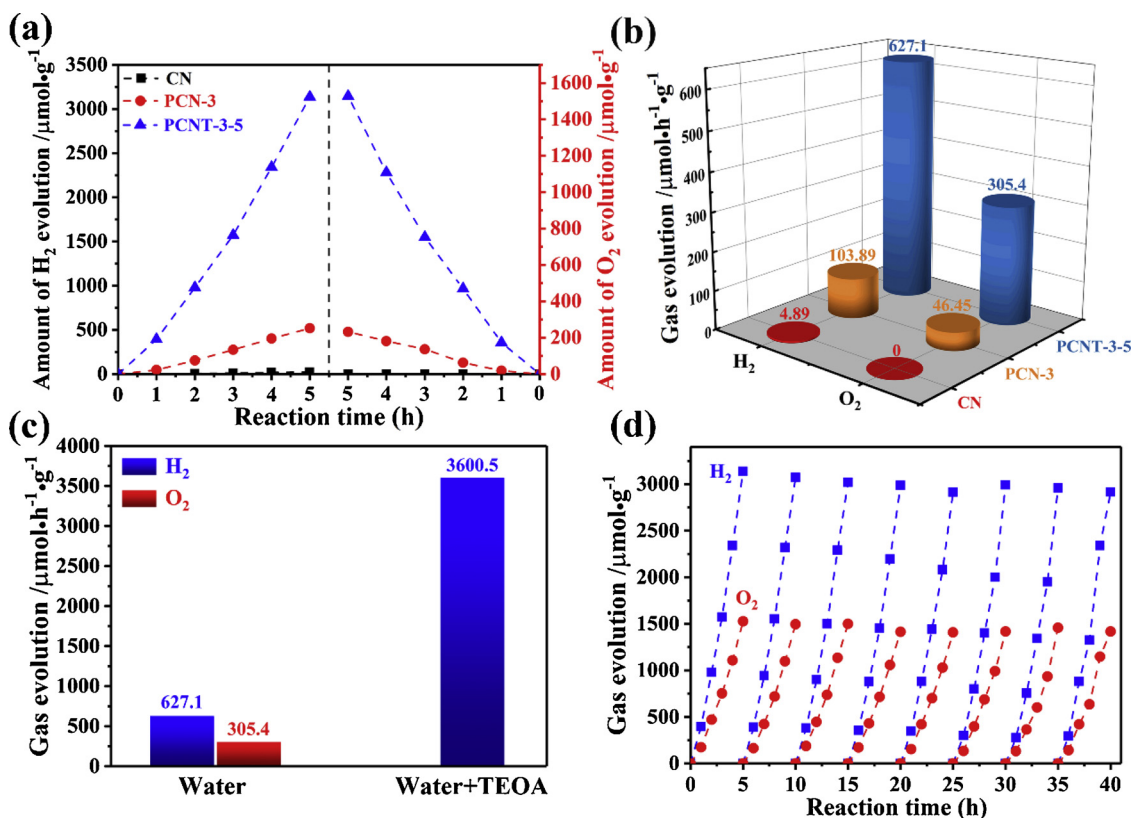 (a)
Amount of H₂ evolution /μmol•g⁻¹
3500
3000
2500
2000
1500
1000
500
0
CN
PCN-3
PCNT-3-5
1600
1400
1200
1000
800
600
400
200
0
Amount of O₂ evolution /μmol•g⁻¹
0 1 2 3 4 5 5 4 3 2 1 0
Reaction time (h)
(b)
Gas evolution /μmol•h⁻¹•g⁻¹
600
500
400
300
200
100
0
627.1
305.4
103.89
46.45
4.89
0
H₂
O₂
PCNT-3-5
PCN-3
CN
(c)
Gas evolution /μmol•h⁻¹•g⁻¹
4000
3500
3000
2500
2000
1500
1000
500
0
H₂
O₂
3600.5
627.1
305.4
Water Water+TEOA
(d)
Gas evolution /μmol•g⁻¹
3000
2500
2000
1500
1000
500
0
H₂
O₂
0 5 10 15 20 25 30 35 40
Reaction time (h)